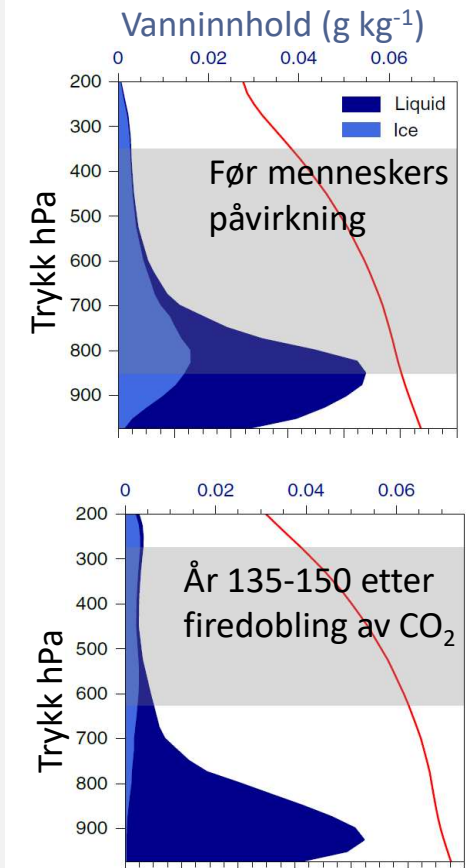 Vanninnhold (g kg⁻¹)
0 0.02 0.04 0.06
200
Liquid
300
Ice
400
Før menneskers
500
påvirkning
600
700
800
900
Trykk hPa
0 0.02 0.04 0.06
200
300
År 135-150 etter
400
firedobling av CO₂
500
600
700
800
900
Trykk hPa